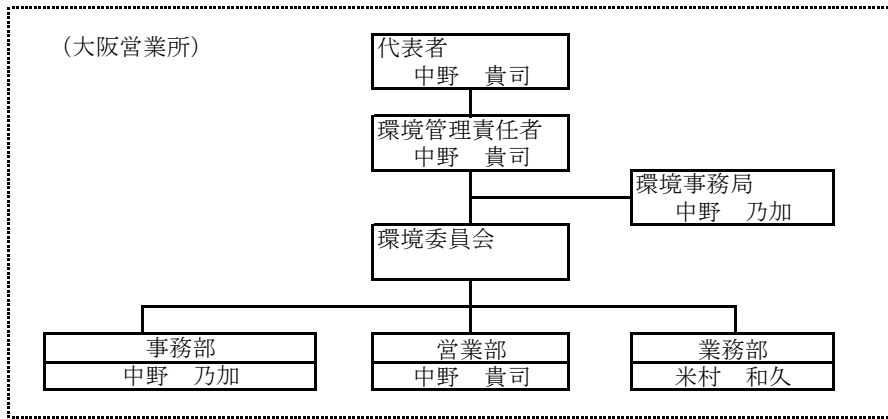 （大阪営業所）
代表者
中野　貴司
環境管理責任者
中野　貴司
環境事務局
中野　乃加
環境委員会
事務部
中野　乃加
営業部
中野　貴司
業務部
米村　和久